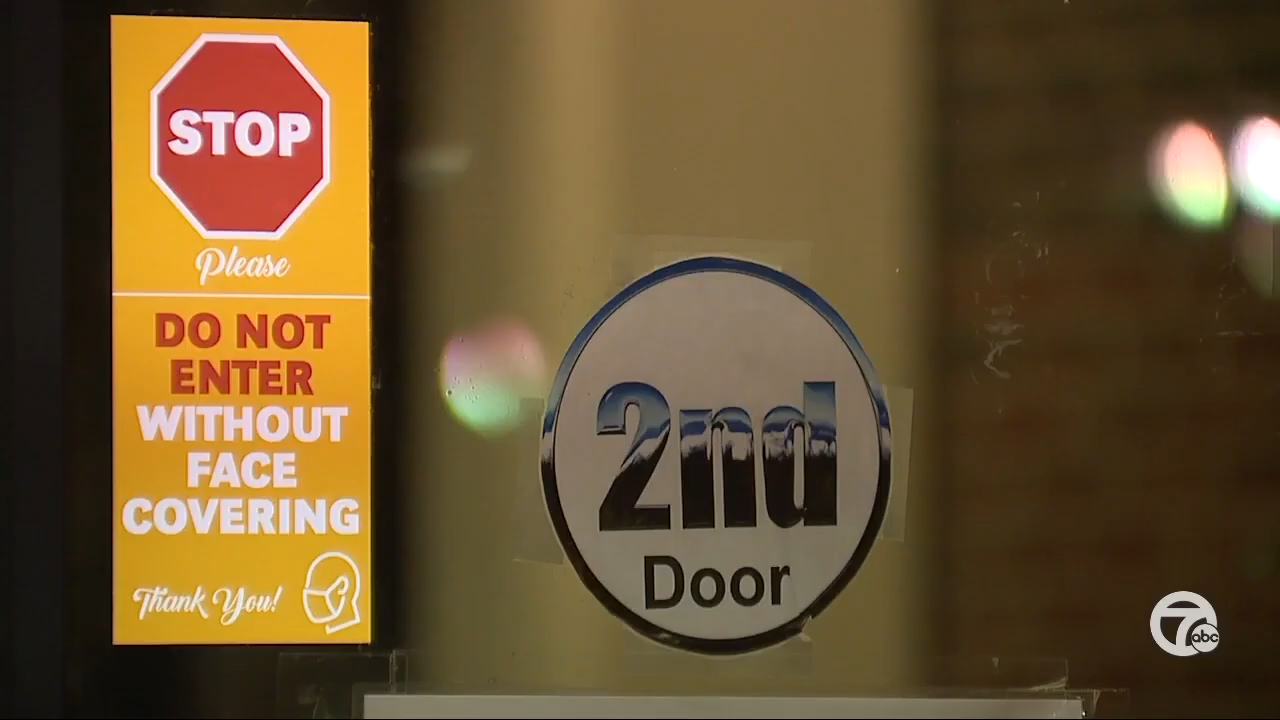 STOP
Please
DO NOT
ENTER
WITHOUT
FACE
COVERING
Thank You!
2nd
Door
7
abc